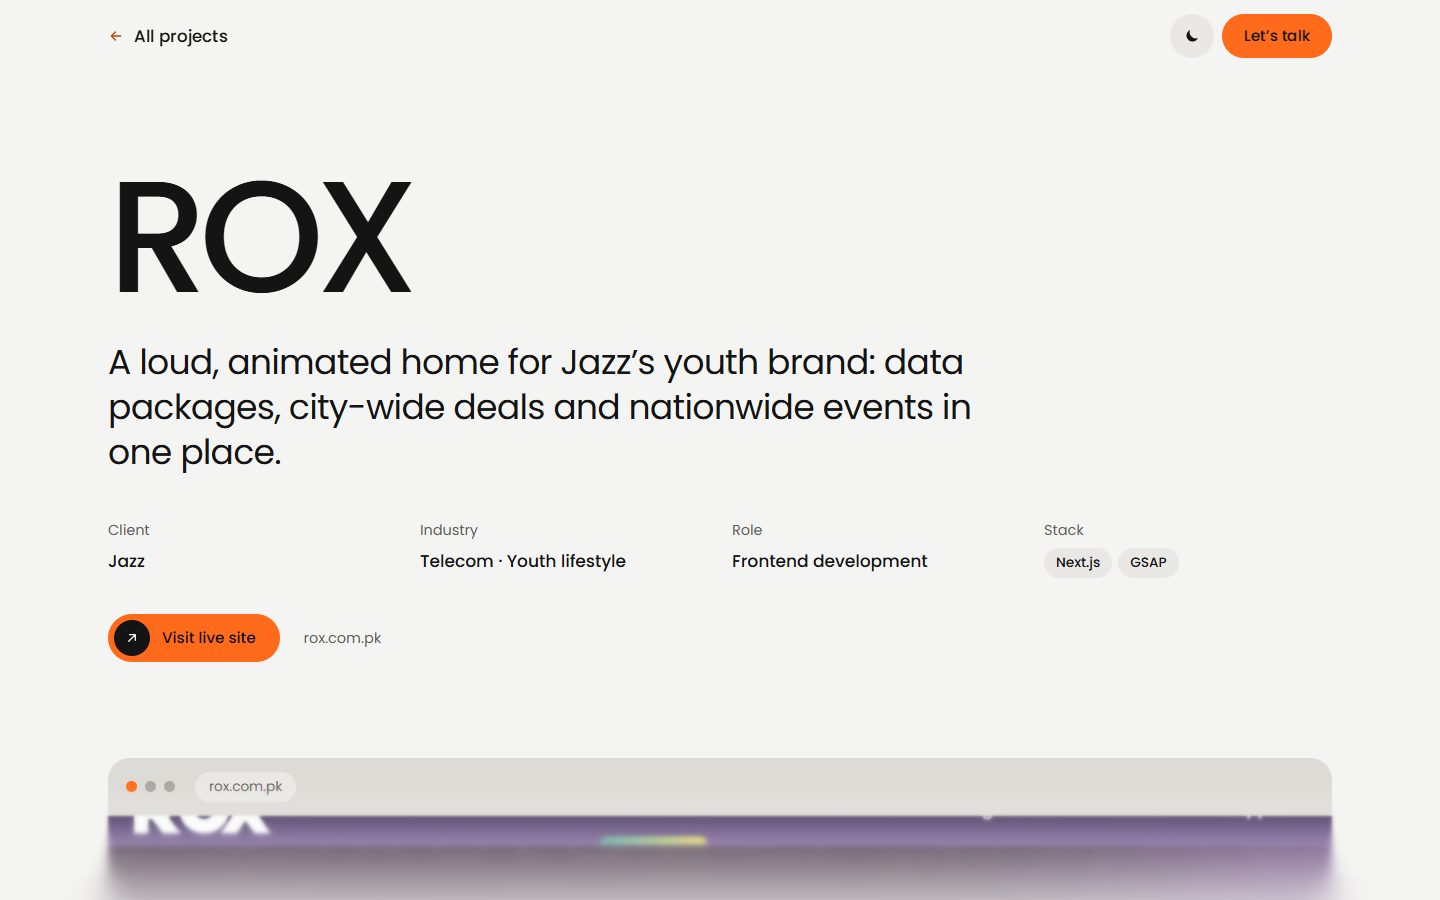 All projects
Let’s talk
ROX
A loud, animated home for Jazz’s youth brand: data
packages, city-wide deals and nationwide events in
one place.
Client
Jazz
Industry
Telecom · Youth lifestyle
Role
Frontend development
Stack
Next.js
GSAP
Visit live site
rox.com.pk
rox.com.pk
ROX